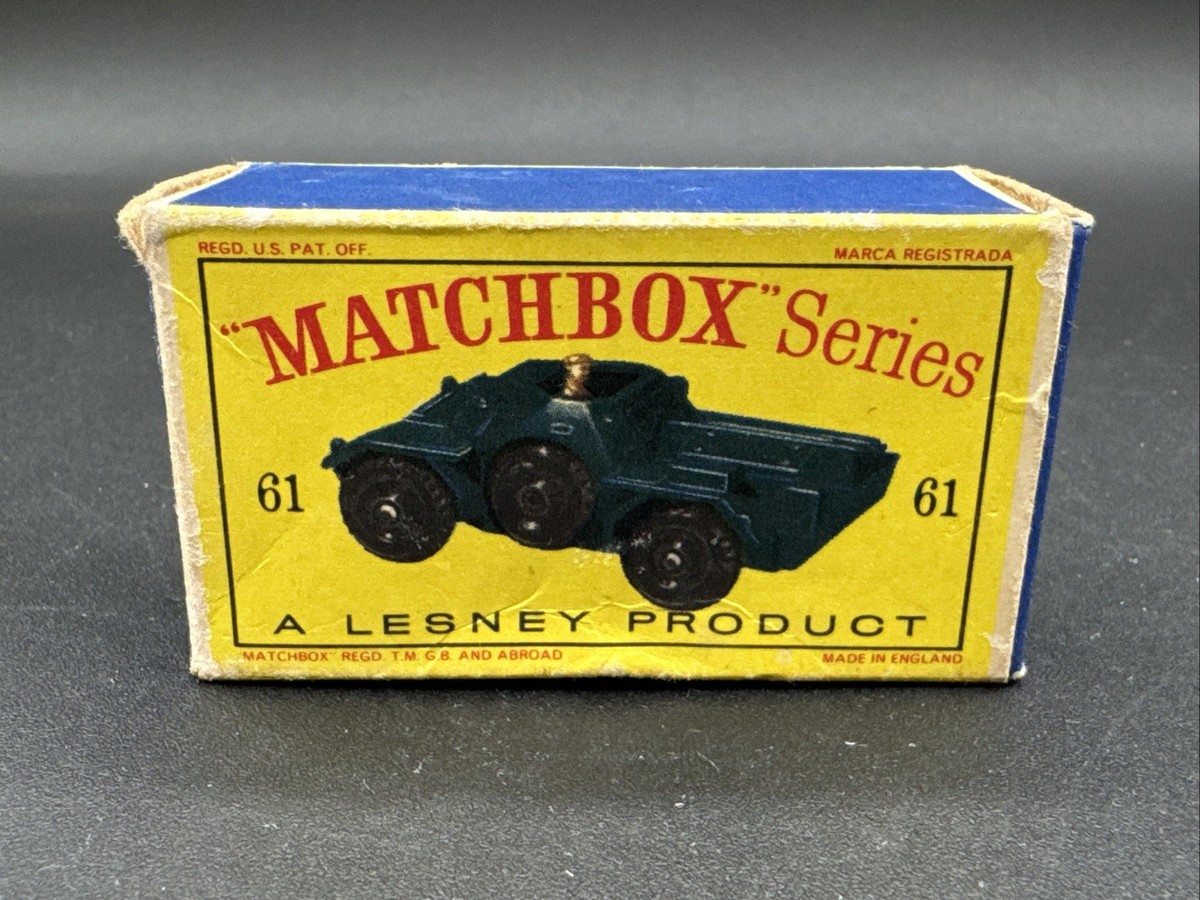 REGD. U.S. PAT. OFF. MARCA REGISTRADA
"MATCHBOX" Series
61 61
A LESNEY PRODUCT
"MATCHBOX" REGD. T.M. G.B. AND ABROAD MADE IN ENGLAND